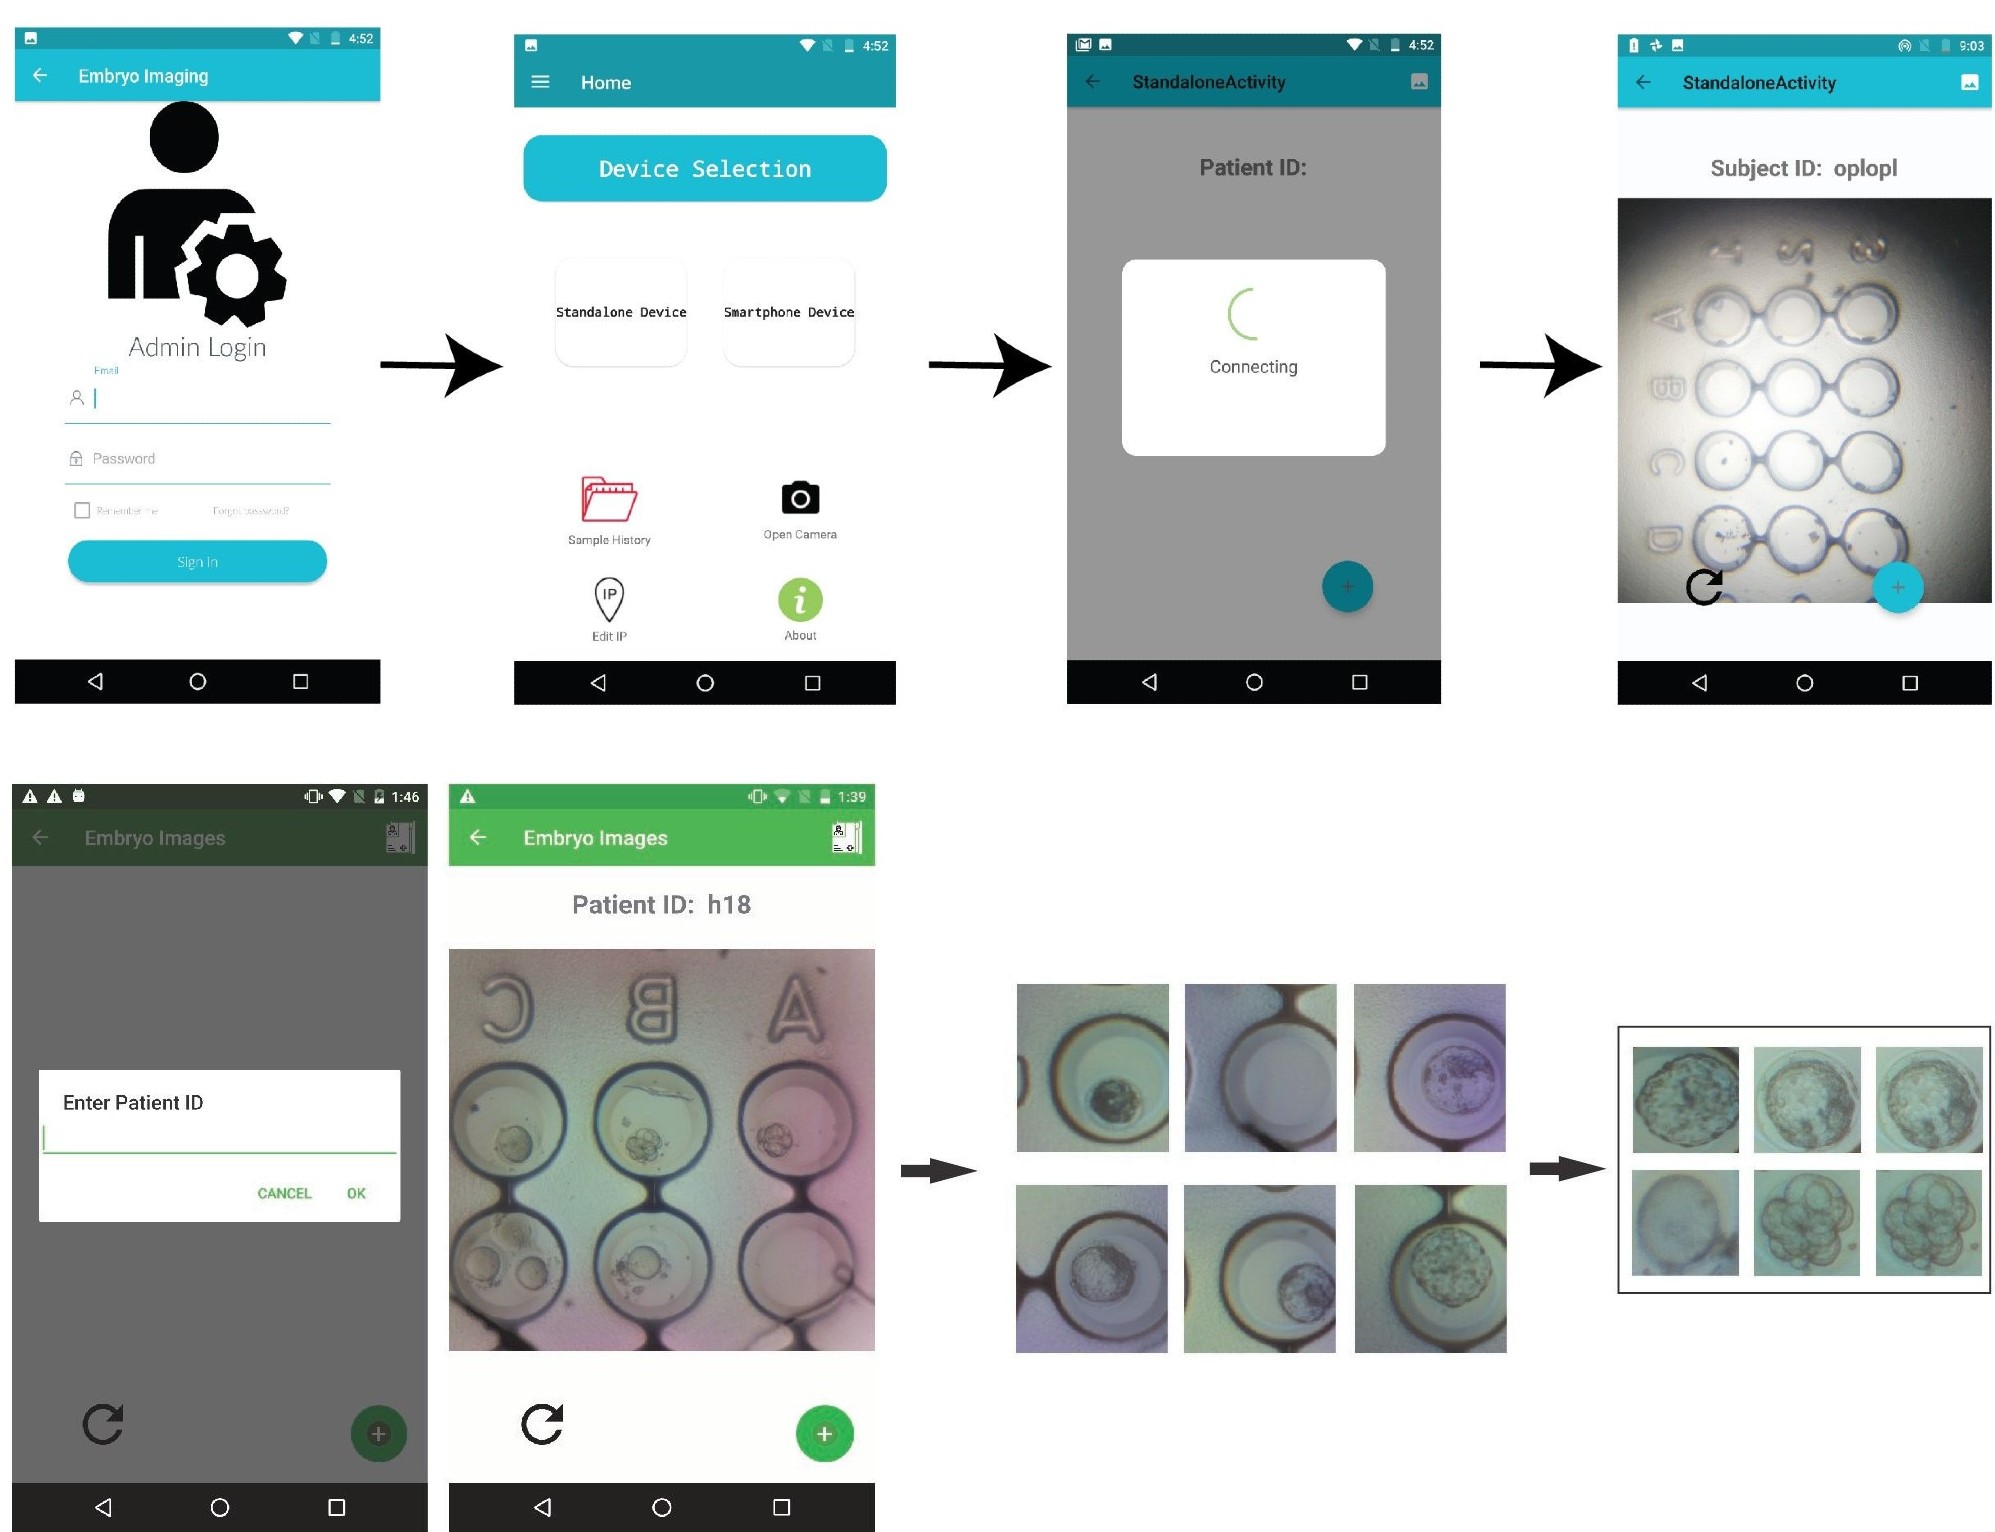 4:52
Embryo Imaging
Admin Login
Email
Password
Remember me
Forgot password?
Sign In
4:52
Home
Device Selection
Standalone Device
Smartphone Device
Sample History
Open Camera
IP
Edit IP
i
About
4:52
StandaloneActivity
Patient ID:
Connecting
+
9:03
StandaloneActivity
Subject ID: oplopl
A
B
C
D
+
1:46
Embryo Images
Enter Patient ID
CANCEL OK
+
1:39
Embryo Images
Patient ID: h18
C B A
+